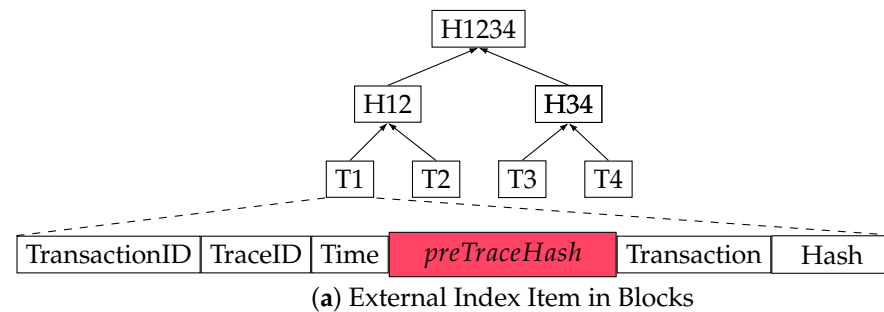 H1234
H12 H34
T1 T2 T3 T4
TransactionID TraceID Time preTraceHash Transaction Hash
(a) External Index Item in Blocks